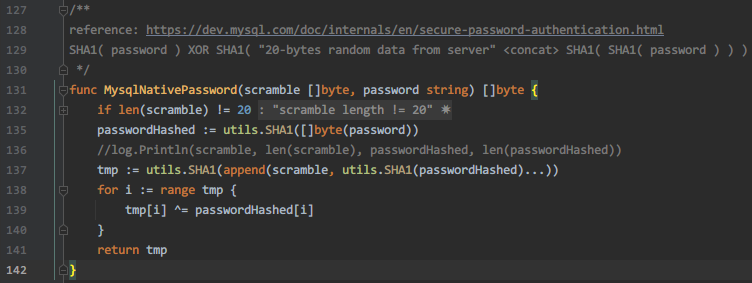 127 /**
128 reference: https://dev.mysql.com/doc/internals/en/secure-password-authentication.html
129 SHA1( password ) XOR SHA1( "20-bytes random data from server" <concat> SHA1( SHA1( password ) ) )
130 */
131 func MysqlNativePassword(scramble []byte, password string) []byte {
132 if len(scramble) != 20 : "scramble length != 20" ✷
135 passwordHashed := utils.SHA1([]byte(password))
136 //log.Println(scramble, len(scramble), passwordHashed, len(passwordHashed))
137 tmp := utils.SHA1(append(scramble, utils.SHA1(passwordHashed)...))
138 for i := range tmp {
139 tmp[i] ^= passwordHashed[i]
140 }
141 return tmp
142 }